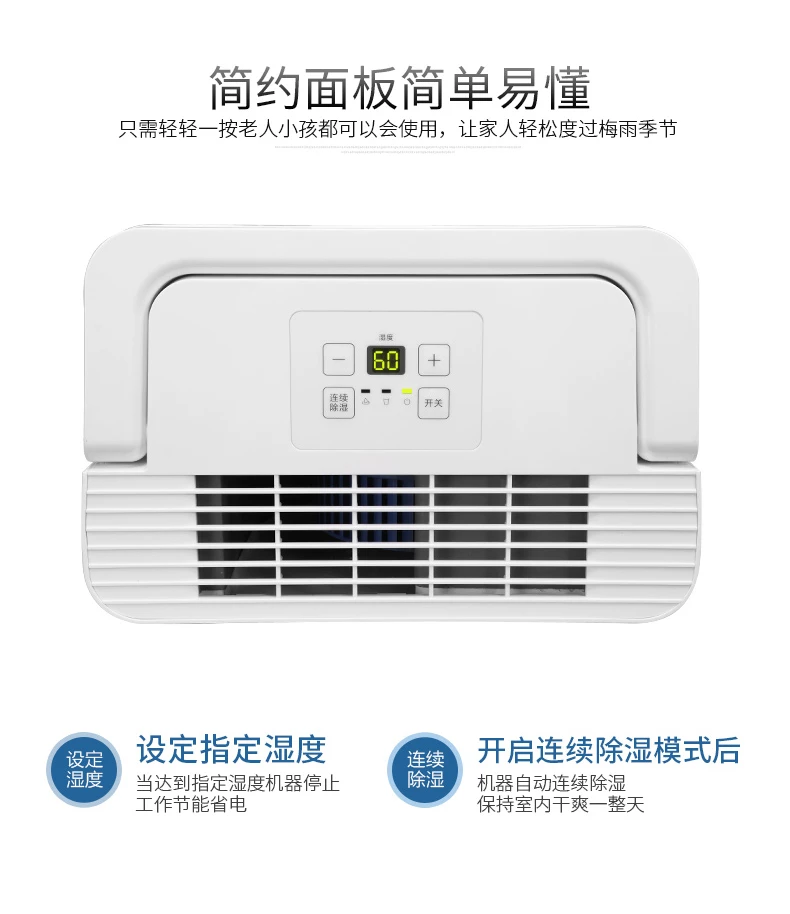 简约面板简单易懂
只需轻轻一按老人小孩都可以会使用，让家人轻松度过梅雨季节
湿度
－ 60 ＋
连续
除湿
开关
设定
湿度
设定指定湿度
当达到指定湿度机器停止
工作节能省电
连续
除湿
开启连续除湿模式后
机器自动连续除湿
保持室内干爽一整天